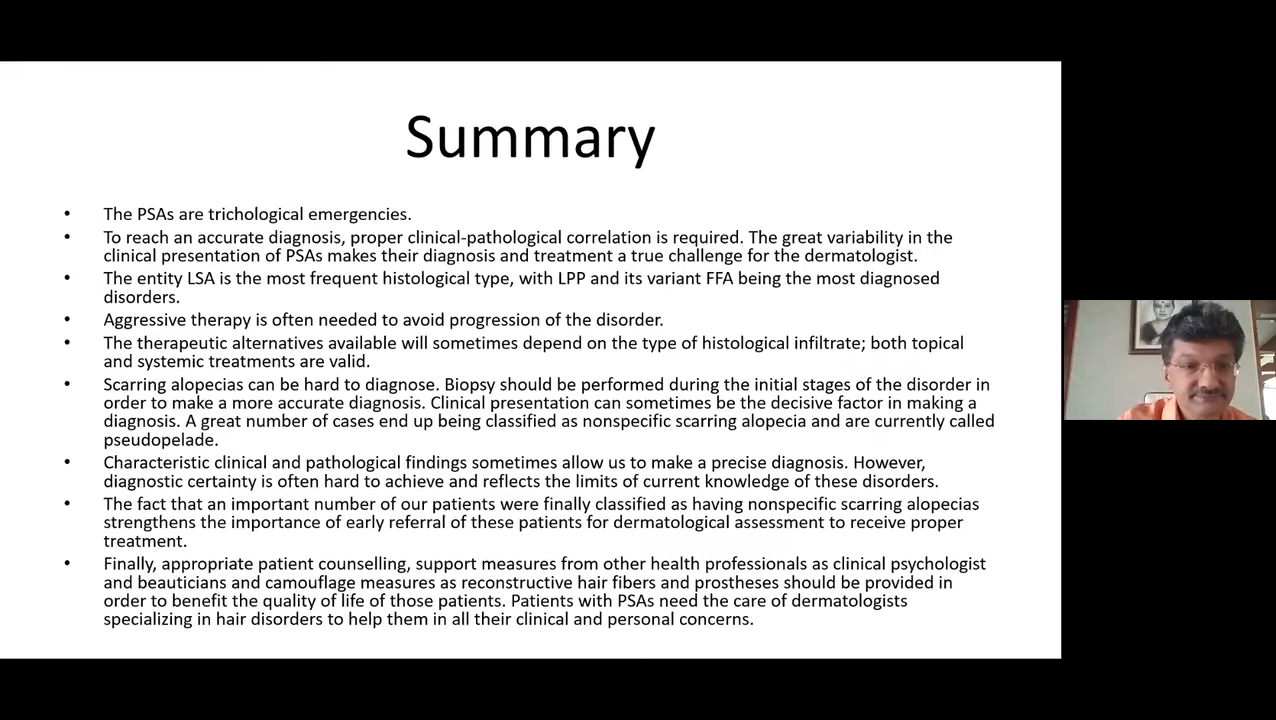 Summary
• The PSAs are trichological emergencies.
• To reach an accurate diagnosis, proper clinical-pathological correlation is required. The great variability in the
clinical presentation of PSAs makes their diagnosis and treatment a true challenge for the dermatologist.
• The entity LSA is the most frequent histological type, with LPP and its variant FFA being the most diagnosed
disorders.
• Aggressive therapy is often needed to avoid progression of the disorder.
• The therapeutic alternatives available will sometimes depend on the type of histological infiltrate; both topical
and systemic treatments are valid.
• Scarring alopecias can be hard to diagnose. Biopsy should be performed during the initial stages of the disorder in
order to make a more accurate diagnosis. Clinical presentation can sometimes be the decisive factor in making a
diagnosis. A great number of cases end up being classified as nonspecific scarring alopecia and are currently called
pseudopelade.
• Characteristic clinical and pathological findings sometimes allow us to make a precise diagnosis. However,
diagnostic certainty is often hard to achieve and reflects the limits of current knowledge of these disorders.
• The fact that an important number of our patients were finally classified as having nonspecific scarring alopecias
strengthens the importance of early referral of these patients for dermatological assessment to receive proper
treatment.
• Finally, appropriate patient counselling, support measures from other health professionals as clinical psychologist
and beauticians and camouflage measures as reconstructive hair fibers and prostheses should be provided in
order to benefit the quality of life of those patients. Patients with PSAs need the care of dermatologists
specializing in hair disorders to help them in all their clinical and personal concerns.